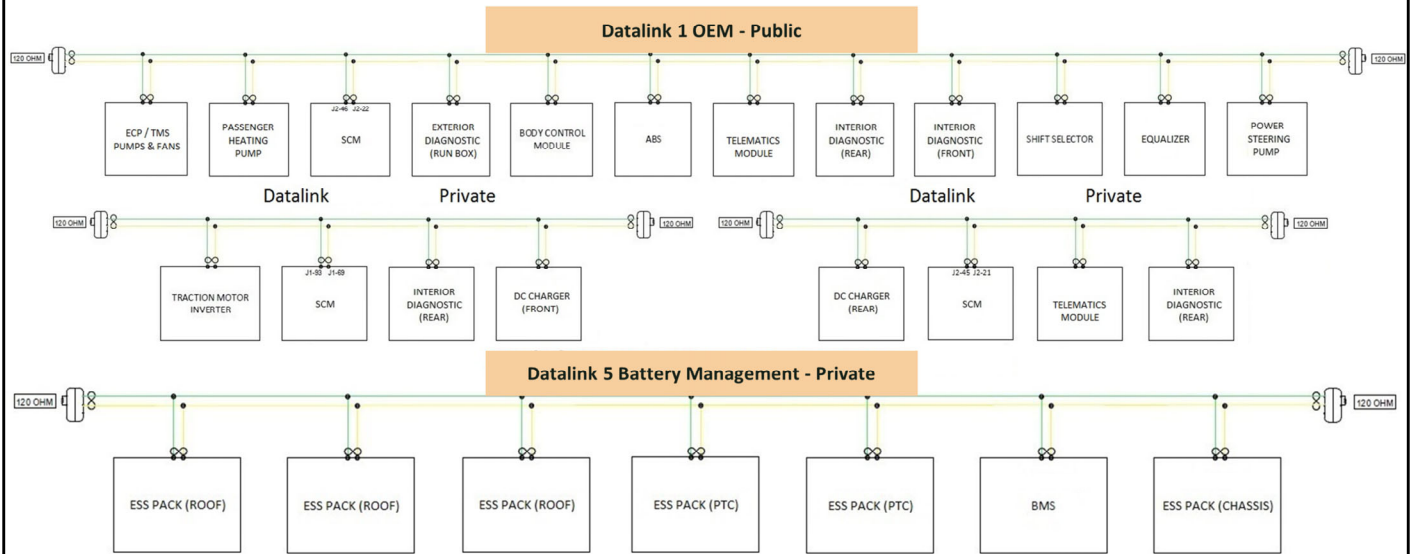 Datalink 1 OEM - Public
120 OHM
120 OHM
J2-46 J2-22
ECP / TMS
PUMPS & FANS
PASSENGER
HEATING
PUMP
SCM
EXTERIOR
DIAGNOSTIC
(RUN BOX)
BODY CONTROL
MODULE
ABS
TELEMATICS
MODULE
INTERIOR
DIAGNOSTIC
(REAR)
INTERIOR
DIAGNOSTIC
(FRONT)
SHIFT SELECTOR
EQUALIZER
POWER
STEERING
PUMP
Datalink Private
120 OHM
120 OHM
J1-93 J1-69
TRACTION MOTOR
INVERTER
SCM
INTERIOR
DIAGNOSTIC
(REAR)
DC CHARGER
(FRONT)
Datalink Private
120 OHM
120 OHM
J2-45 J2-21
DC CHARGER
(REAR)
SCM
TELEMATICS
MODULE
INTERIOR
DIAGNOSTIC
(REAR)
Datalink 5 Battery Management - Private
120 OHM
120 OHM
ESS PACK (ROOF)
ESS PACK (ROOF)
ESS PACK (ROOF)
ESS PACK (PTC)
ESS PACK (PTC)
BMS
ESS PACK (CHASSIS)